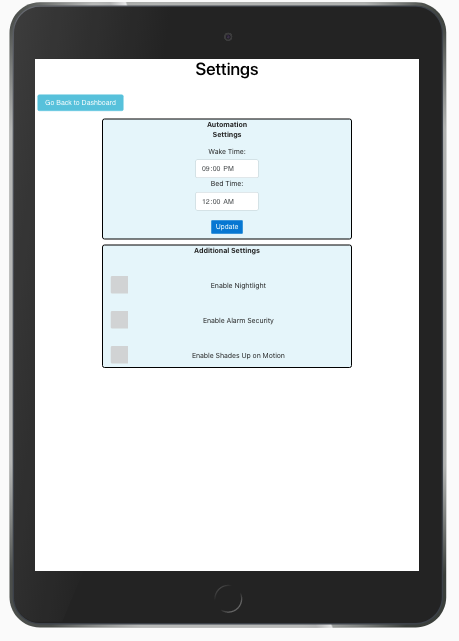 Settings
Go Back to Dashboard
Automation
Settings
Wake Time:
09:00 PM
Bed Time:
12:00 AM
Update
Additional Settings
Enable Nightlight
Enable Alarm Security
Enable Shades Up on Motion